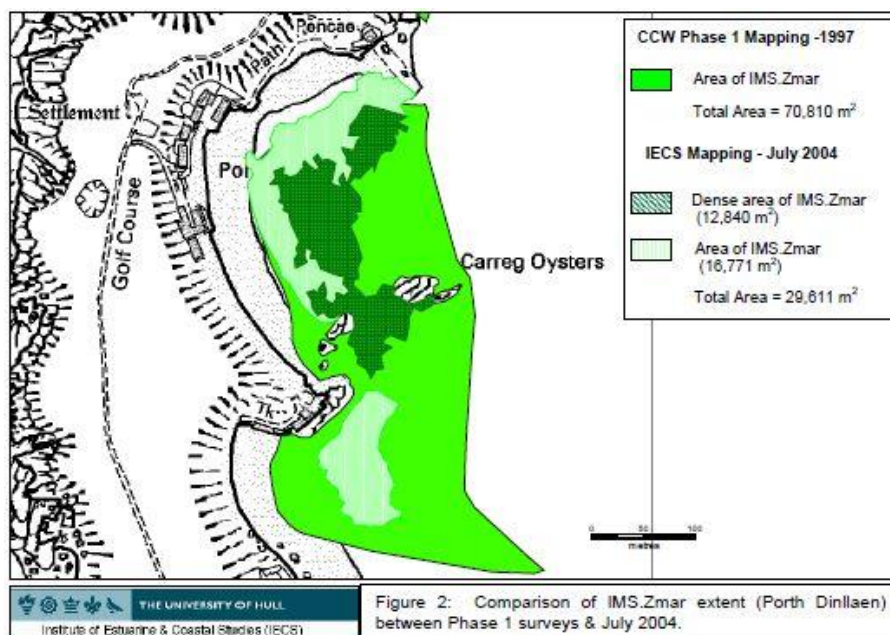 Poncae
Path
Settlement
Golf Course
Por
Carreg Oysters
Tk
0 50 100
metres
CCW Phase 1 Mapping -1997
Area of IMS.Zmar
Total Area = 70,810 m²
IECS Mapping - July 2004
Dense area of IMS.Zmar
(12,840 m²)
Area of IMS.Zmar
(16,771 m²)
Total Area = 29,611 m²
THE UNIVERSITY OF HULL
Institute of Estuarine & Coastal Studies (IECS)
Figure 2: Comparison of IMS.Zmar extent (Porth Dinllaen)
between Phase 1 surveys & July 2004.